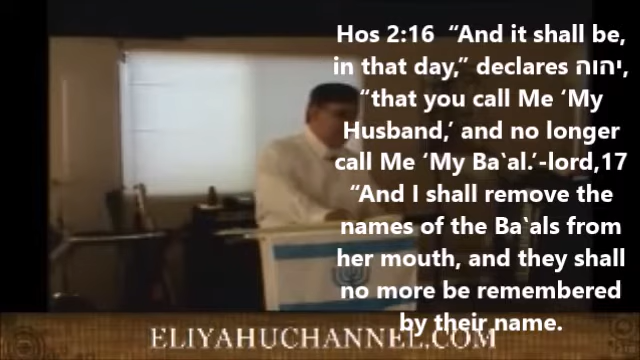 Hos 2:16  “And it shall be,
in that day,” declares יהוה,
“that you call Me ‘My
Husband,’ and no longer
call Me ‘My Ba‛al.’-lord,17
“And I shall remove the
names of the Ba‛als from
her mouth, and they shall
no more be remembered
by their name.
ELIYAHUCHANNEL.COM